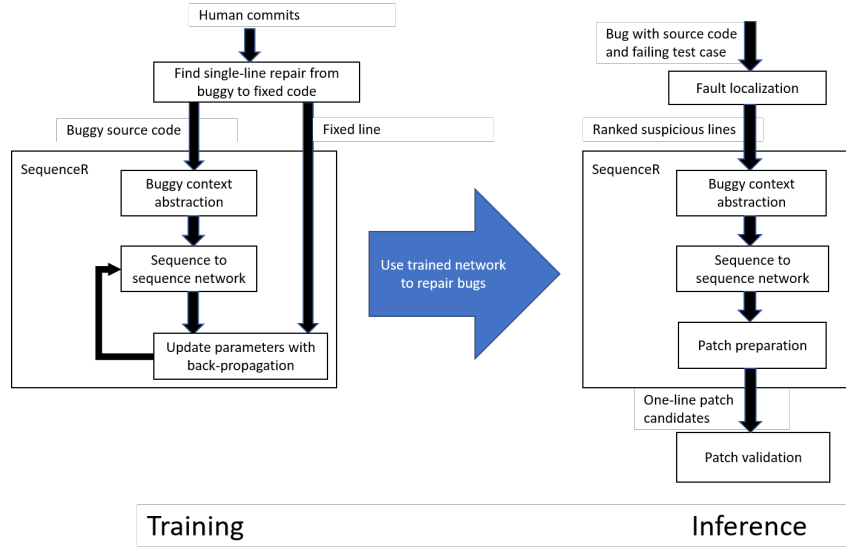 Human commits
Find single-line repair from
buggy to fixed code
Buggy source code
Fixed line
SequenceR
Buggy context
abstraction
Sequence to
sequence network
Update parameters with
back-propagation
Use trained network
to repair bugs
Bug with source code
and failing test case
Fault localization
Ranked suspicious lines
SequenceR
Buggy context
abstraction
Sequence to
sequence network
Patch preparation
One-line patch
candidates
Patch validation
Training
Inference